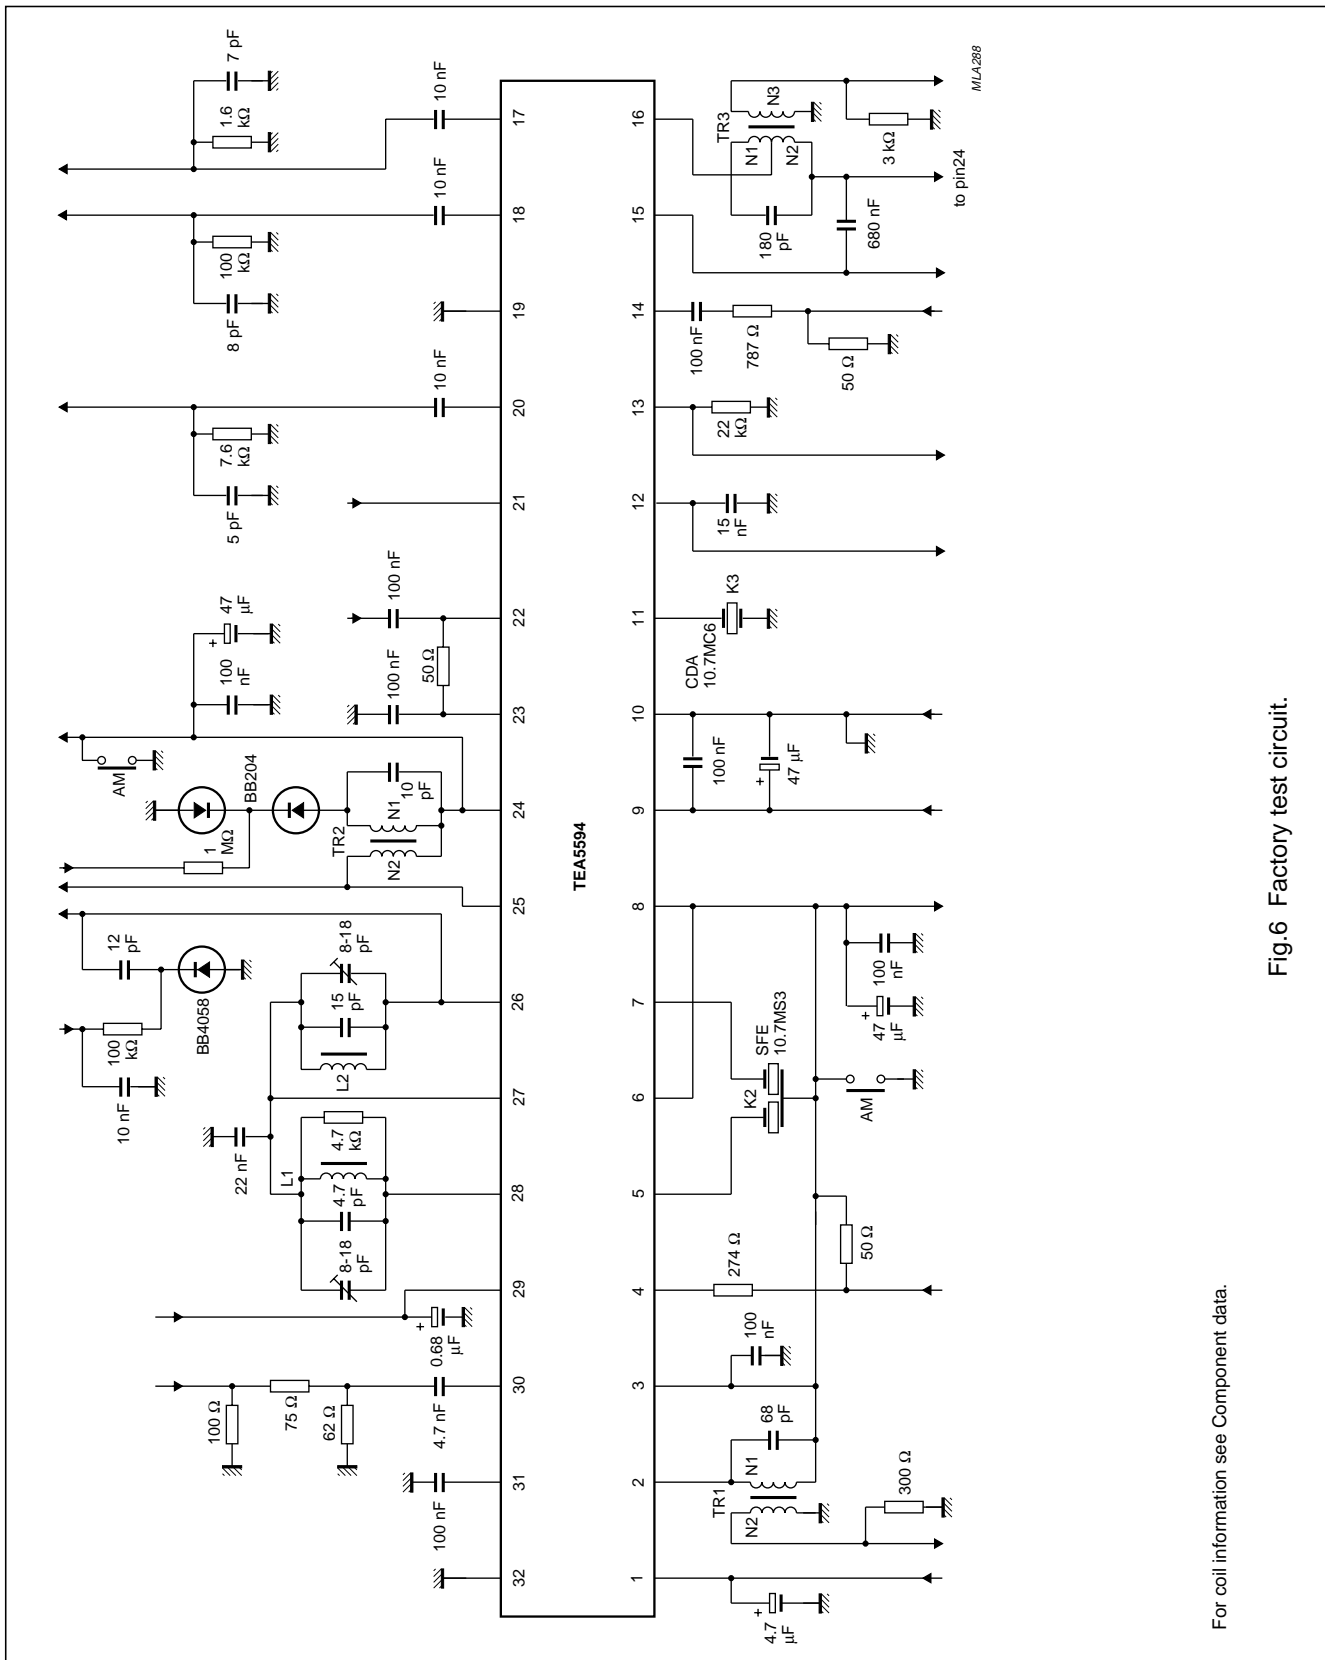 7 pF
1.6
kΩ
10 nF
17
10 nF
18
100
kΩ
8 pF
19
10 nF
20
7.6
kΩ
5 pF
21
100 nF
22
50 Ω
100 nF
23
+
47
µF
100
nF
AM
BB204
1
MΩ
TR2
N1
N2
10
pF
24
25
12
pF
BB4058
100
kΩ
10 nF
8-18
pF
15
pF
L2
26
27
22 nF
4.7
kΩ
L1
4.7
pF
8-18
pF
28
29
+
0.68
µF
100 Ω
75 Ω
62 Ω
4.7 nF
30
100 nF
31
32
TEA5594
16
TR3
N1
N2
N3
3 kΩ
180
pF
680 nF
to pin24
15
14
100 nF
787 Ω
50 Ω
13
22
kΩ
12
15
nF
11
CDA
10.7MC6
K3
10
100 nF
+
47 µF
9
8
100
nF
+
47
µF
7
SFE
10.7MS3
K2
6
AM
5
50 Ω
274 Ω
4
100
nF
3
68
pF
2
TR1
N1
N2
300 Ω
1
+
4.7
µF
MLA288
For coil information see Component data.
Fig.6 Factory test circuit.